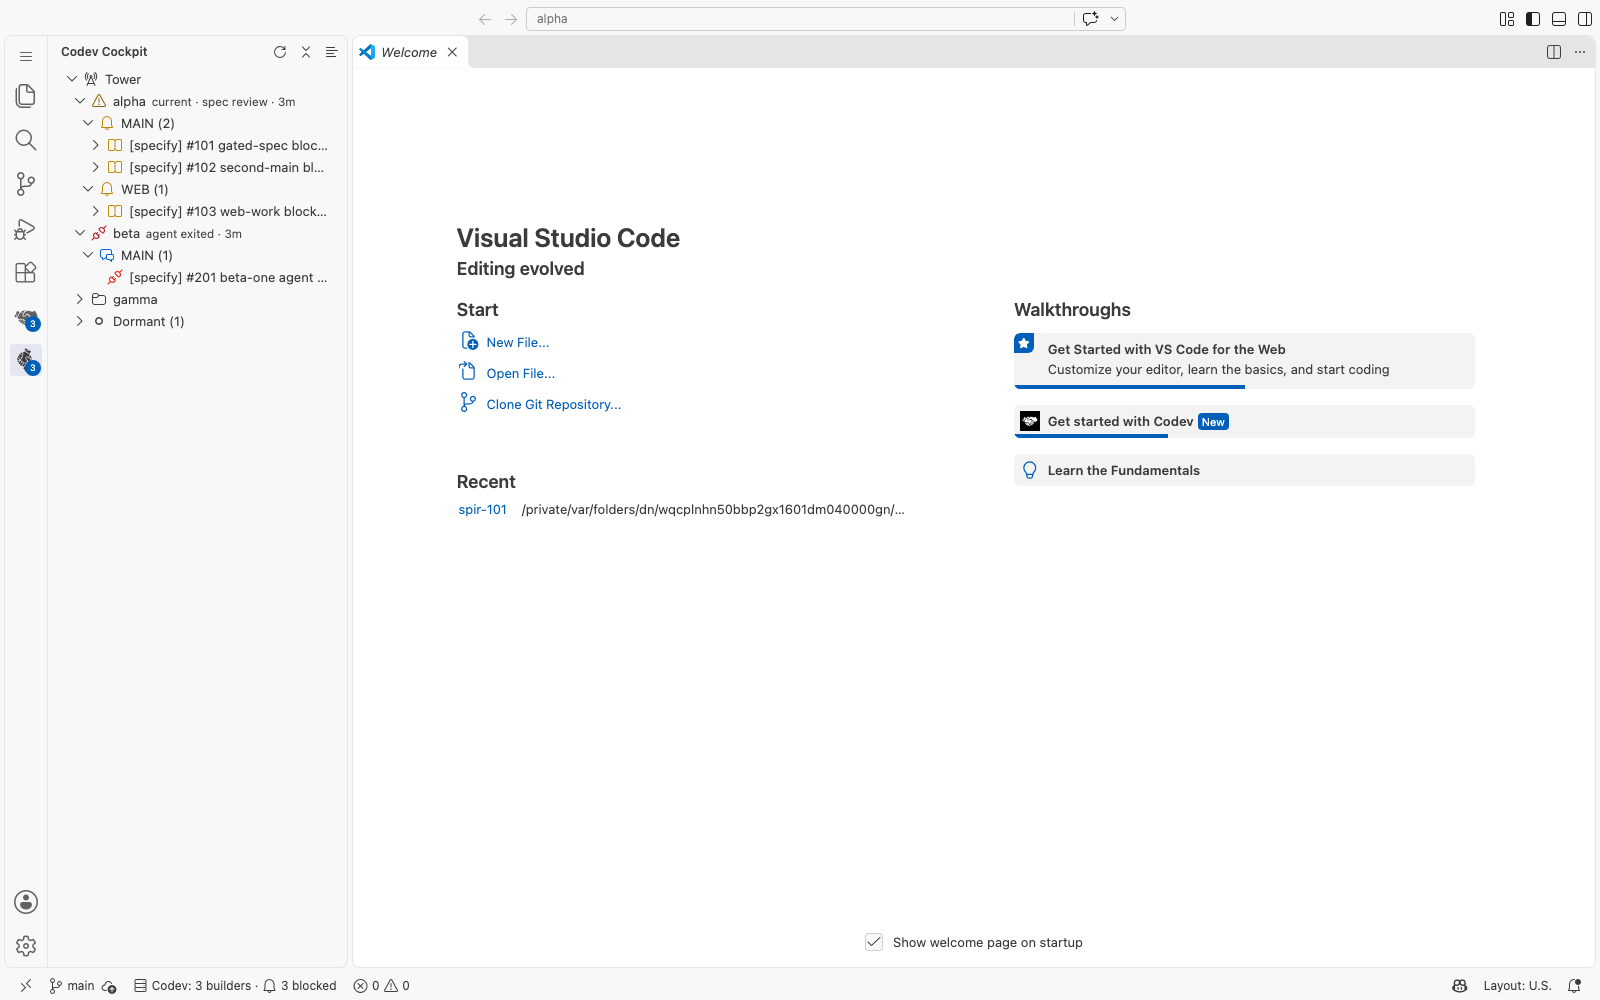 alpha
Codev Cockpit
Welcome
Tower
alpha current · spec review · 3m
MAIN (2)
[specify] #101 gated-spec bloc...
[specify] #102 second-main bl...
WEB (1)
[specify] #103 web-work block...
beta agent exited · 3m
MAIN (1)
[specify] #201 beta-one agent ...
gamma
Dormant (1)
3
3
Visual Studio Code
Editing evolved
Start
New File...
Open File...
Clone Git Repository...
Recent
spir-101 /private/var/folders/dn/wqcplnhn50bbp2gx1601dm040000gn/...
Walkthroughs
Get Started with VS Code for the Web
Customize your editor, learn the basics, and start coding
Get started with Codev New
Learn the Fundamentals
Show welcome page on startup
main Codev: 3 builders · 3 blocked 0 0 Layout: U.S.